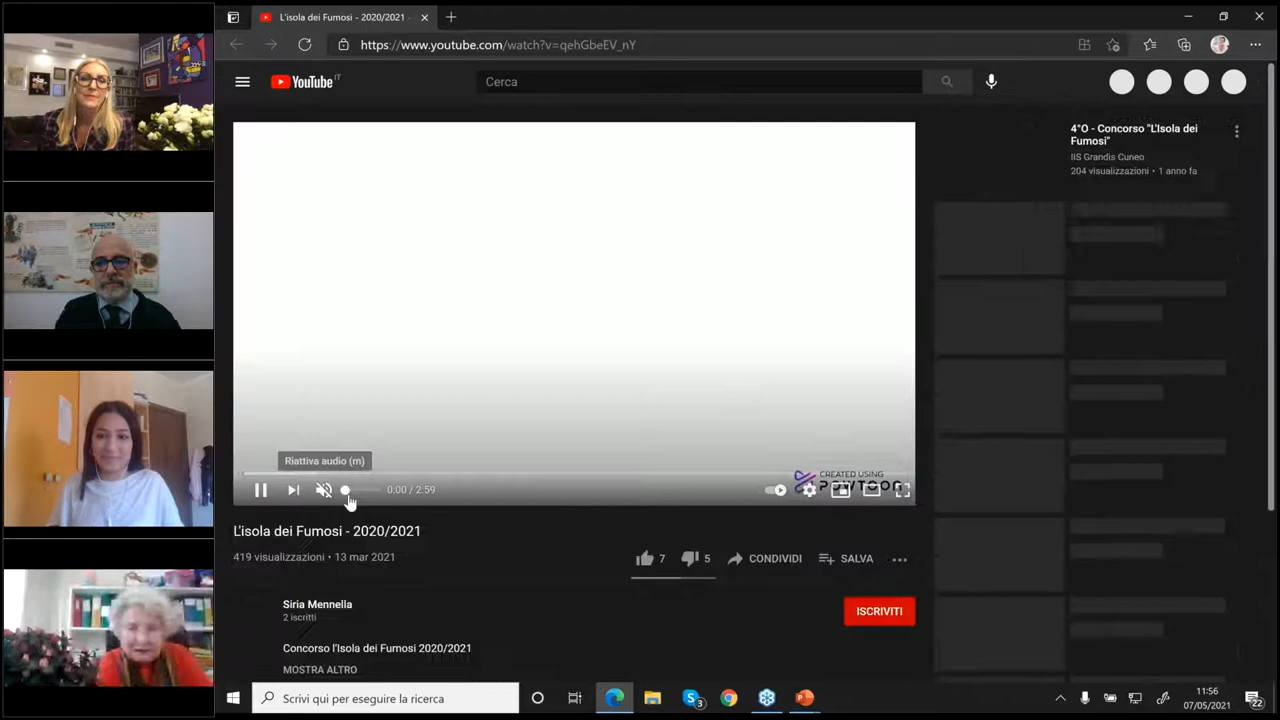 L'isola dei Fumosi - 2020/2021 -
https://www.youtube.com/watch?v=qehGbeEV_nY
YouTube IT
Cerca
4°O - Concorso "L'Isola dei
Fumosi"
IIS Grandis Cuneo
204 visualizzazioni • 1 anno fa
Riattiva audio (m)
CREATED USING
POWTOON
0:00 / 2:59
L'isola dei Fumosi - 2020/2021
419 visualizzazioni • 13 mar 2021
7
5
CONDIVIDI
SALVA
Siria Mennella
2 iscritti
ISCRIVITI
Concorso l'Isola dei Fumosi 2020/2021
MOSTRA ALTRO
Scrivi qui per eseguire la ricerca
3
11:56
07/05/2021
22